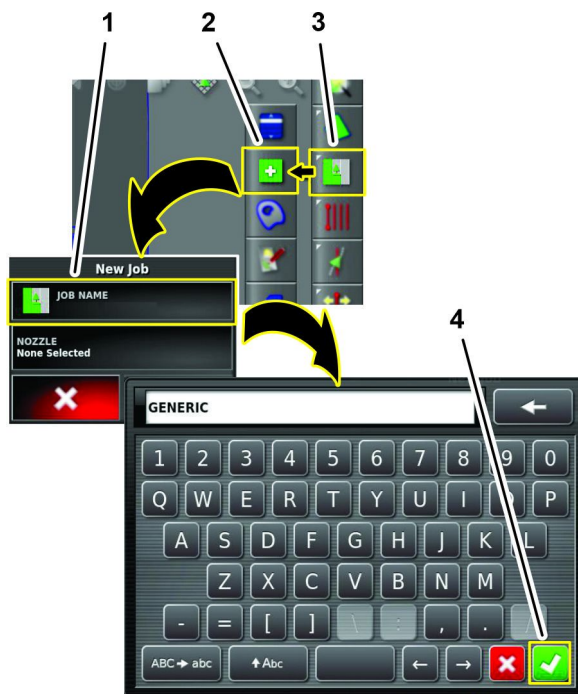 1 2 3
New Job
JOB NAME
NOZZLE
None Selected
4
GENERIC
1 2 3 4 5 6 7 8 9 0
Q W E R T Y U I P
A S D F G H J K L
Z X C V B N M
- = [ ] \ : , . /
ABC→abc ↑Abc ← →